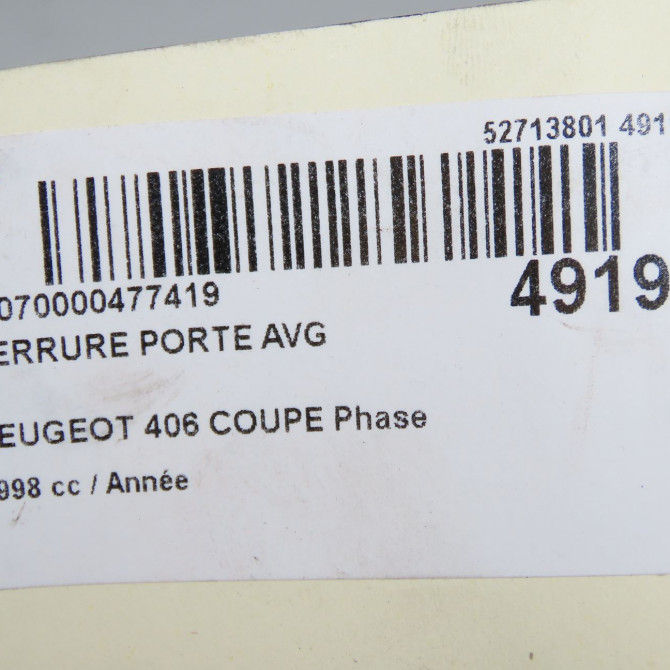 52713801 491
4919
070000477419
ERRURE PORTE AVG
EUGEOT 406 COUPE Phase
998 cc / Année